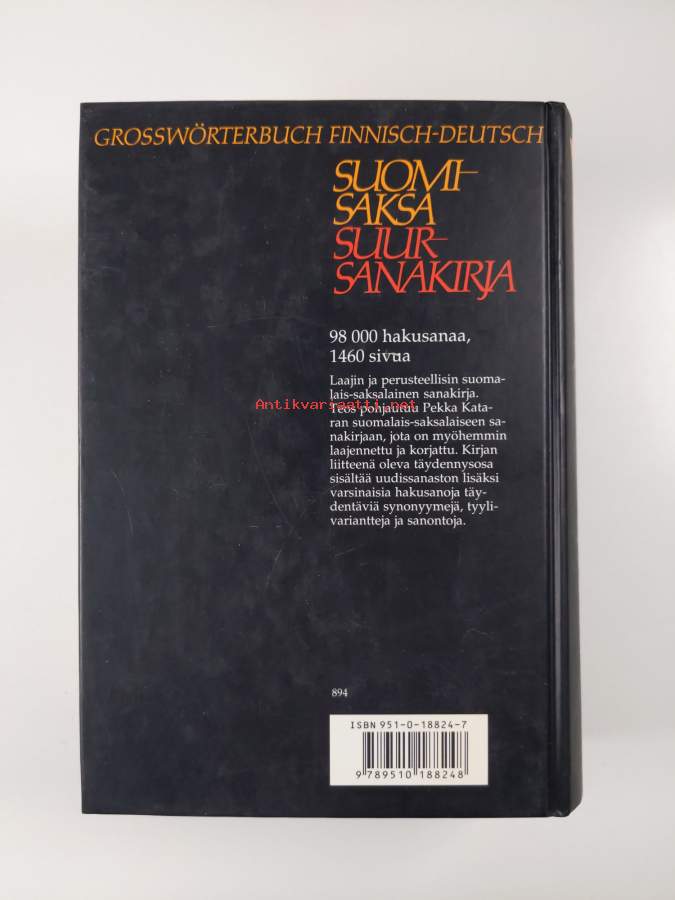 GROSSWÖRTERBUCH FINNISCH-DEUTSCH
SUOMI-
SAKSA
SUUR-
SANAKIRJA
98 000 hakusanaa,
1460 sivua
Laajin ja perusteellisin suoma-
lais-saksalainen sanakirja.
Antikvariaatti.net
Teos pohjautuu Pekka Kata-
ran suomalais-saksalaiseen sa-
nakirjaan, jota on myöhemmin
laajennettu ja korjattu. Kirjan
liitteenä oleva täydennysosa
sisältää uudissanaston lisäksi
varsinaisia hakusanoja täy-
dentäviä synonyymejä, tyyli-
variantteja ja sanontoja.
894
ISBN 951-0-18824-7
9 789510 188248